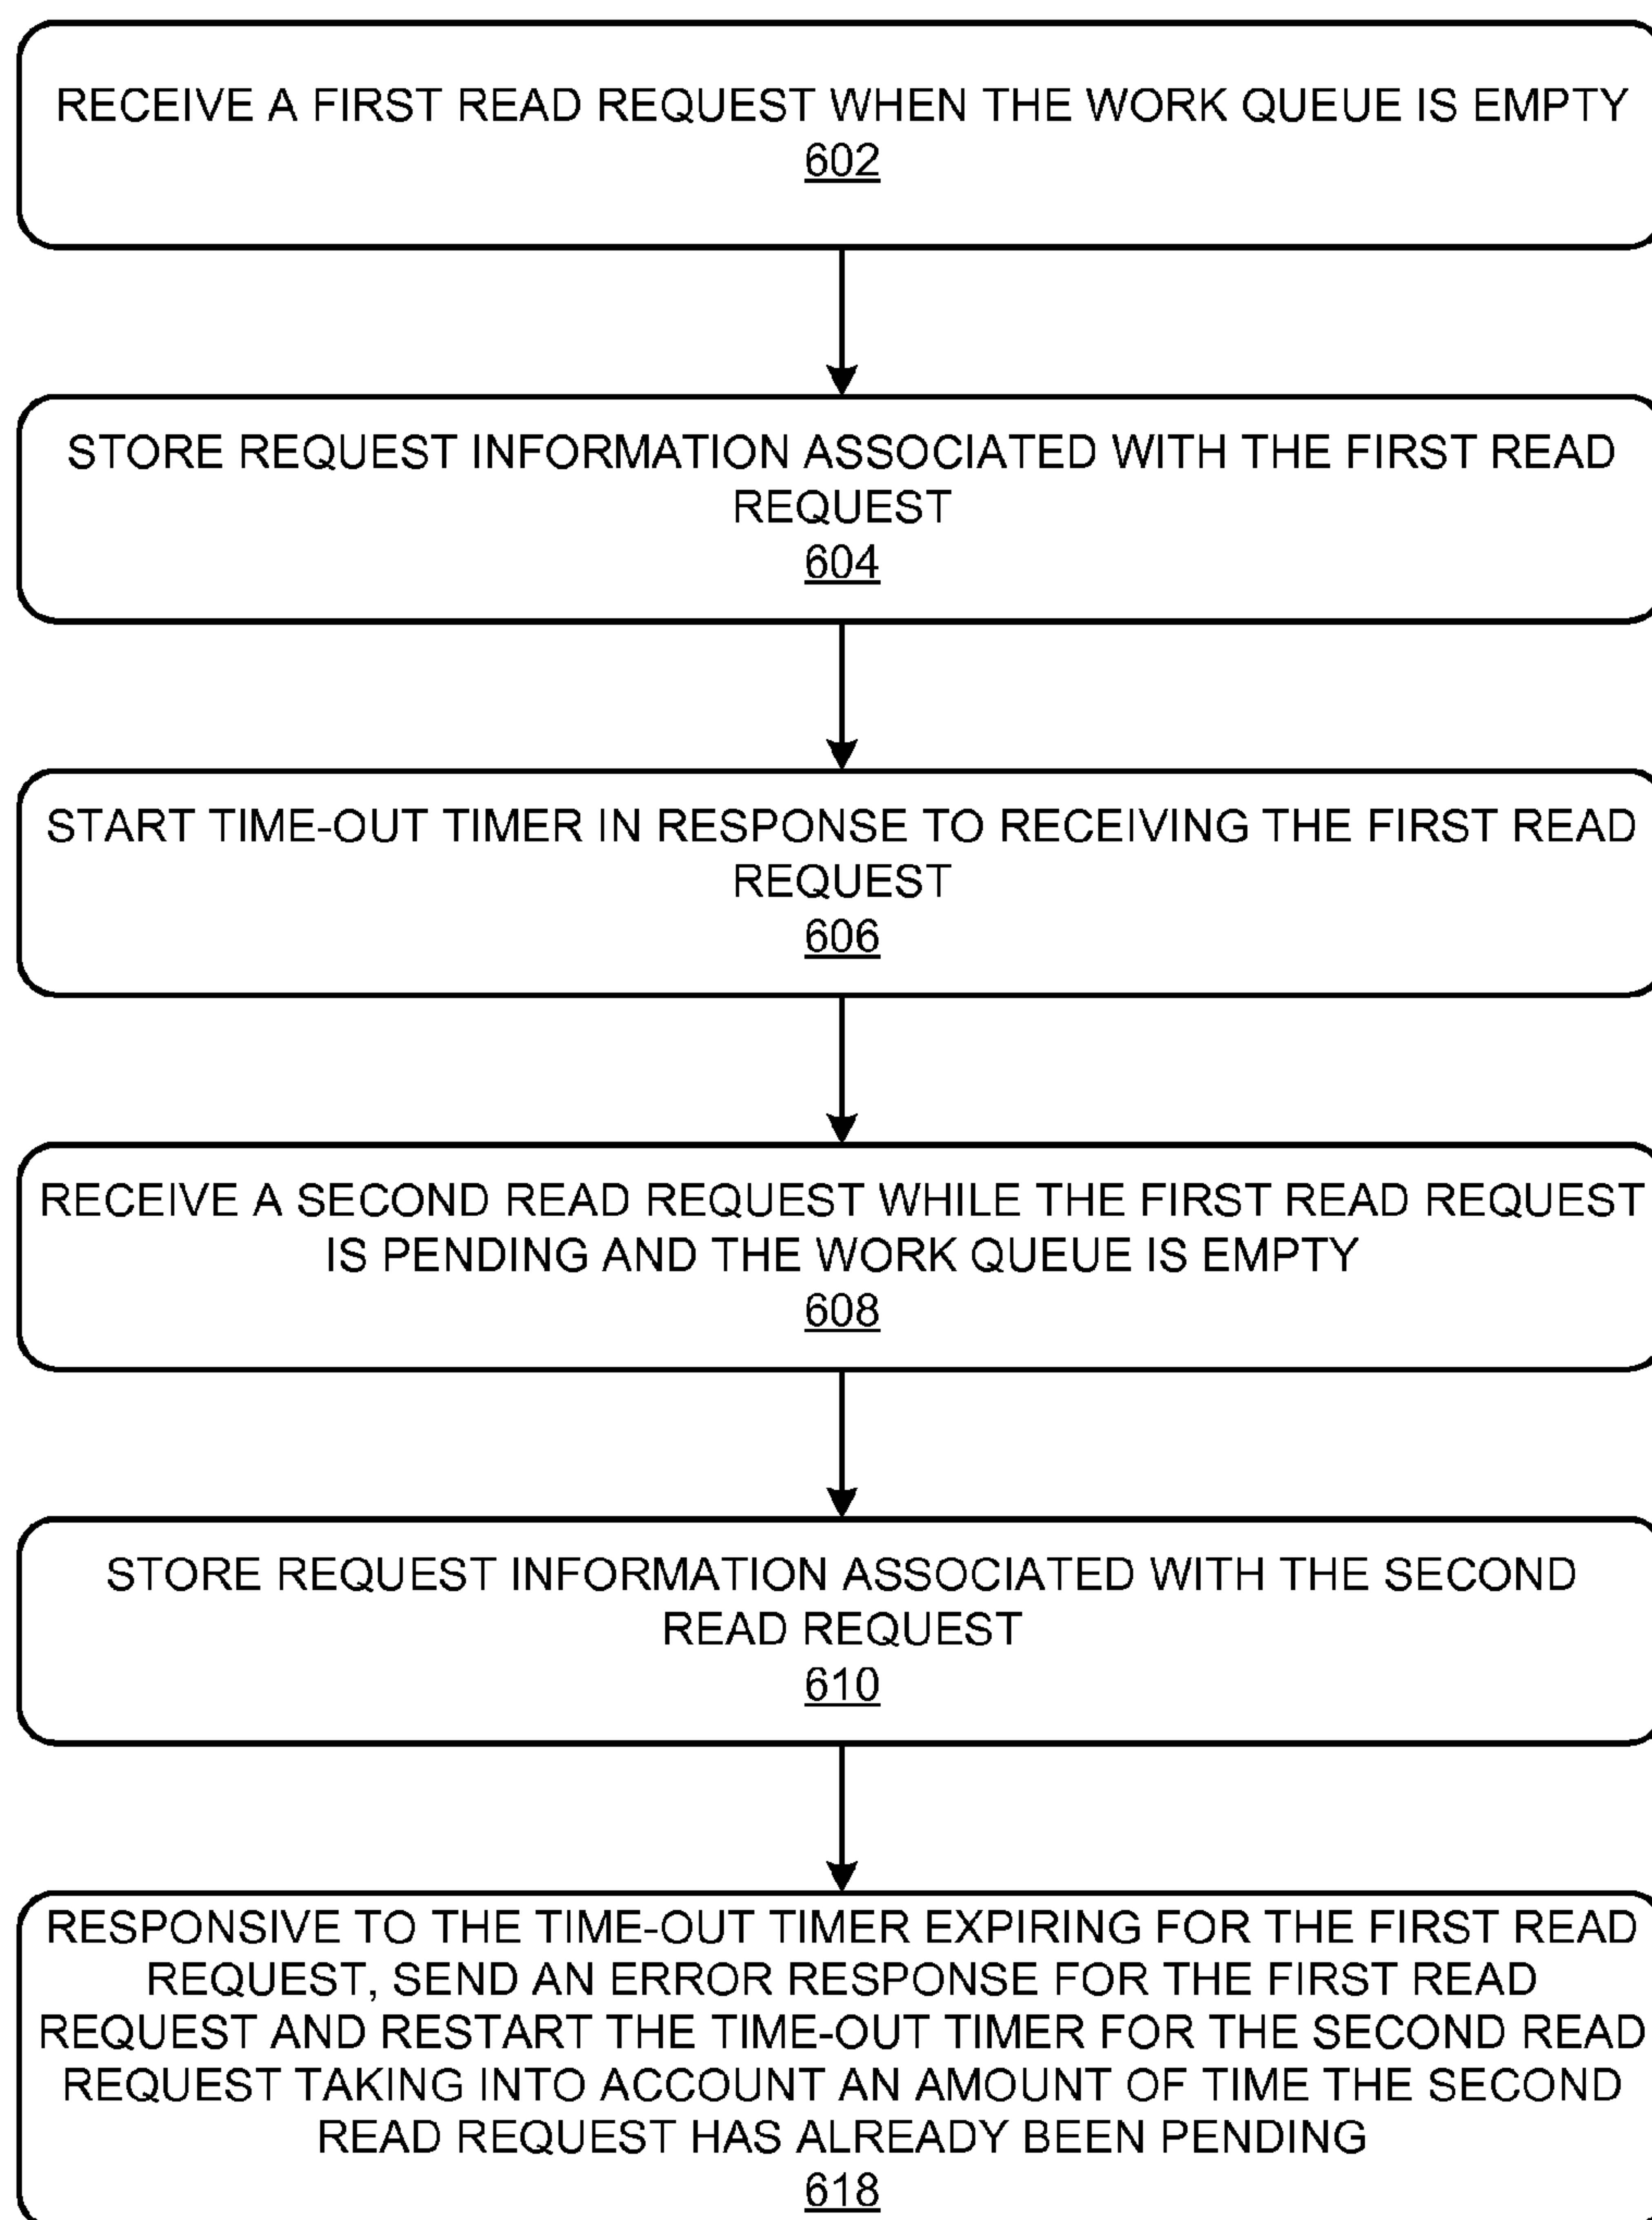 RECEIVE A FIRST READ REQUEST WHEN THE WORK QUEUE IS EMPTY
602
STORE REQUEST INFORMATION ASSOCIATED WITH THE FIRST READ
REQUEST
604
START TIME-OUT TIMER IN RESPONSE TO RECEIVING THE FIRST READ
REQUEST
606
RECEIVE A SECOND READ REQUEST WHILE THE FIRST READ REQUEST
IS PENDING AND THE WORK QUEUE IS EMPTY
608
STORE REQUEST INFORMATION ASSOCIATED WITH THE SECOND
READ REQUEST
610
RESPONSIVE TO THE TIME-OUT TIMER EXPIRING FOR THE FIRST READ
REQUEST, SEND AN ERROR RESPONSE FOR THE FIRST READ
REQUEST AND RESTART THE TIME-OUT TIMER FOR THE SECOND READ
REQUEST TAKING INTO ACCOUNT AN AMOUNT OF TIME THE SECOND
READ REQUEST HAS ALREADY BEEN PENDING
618